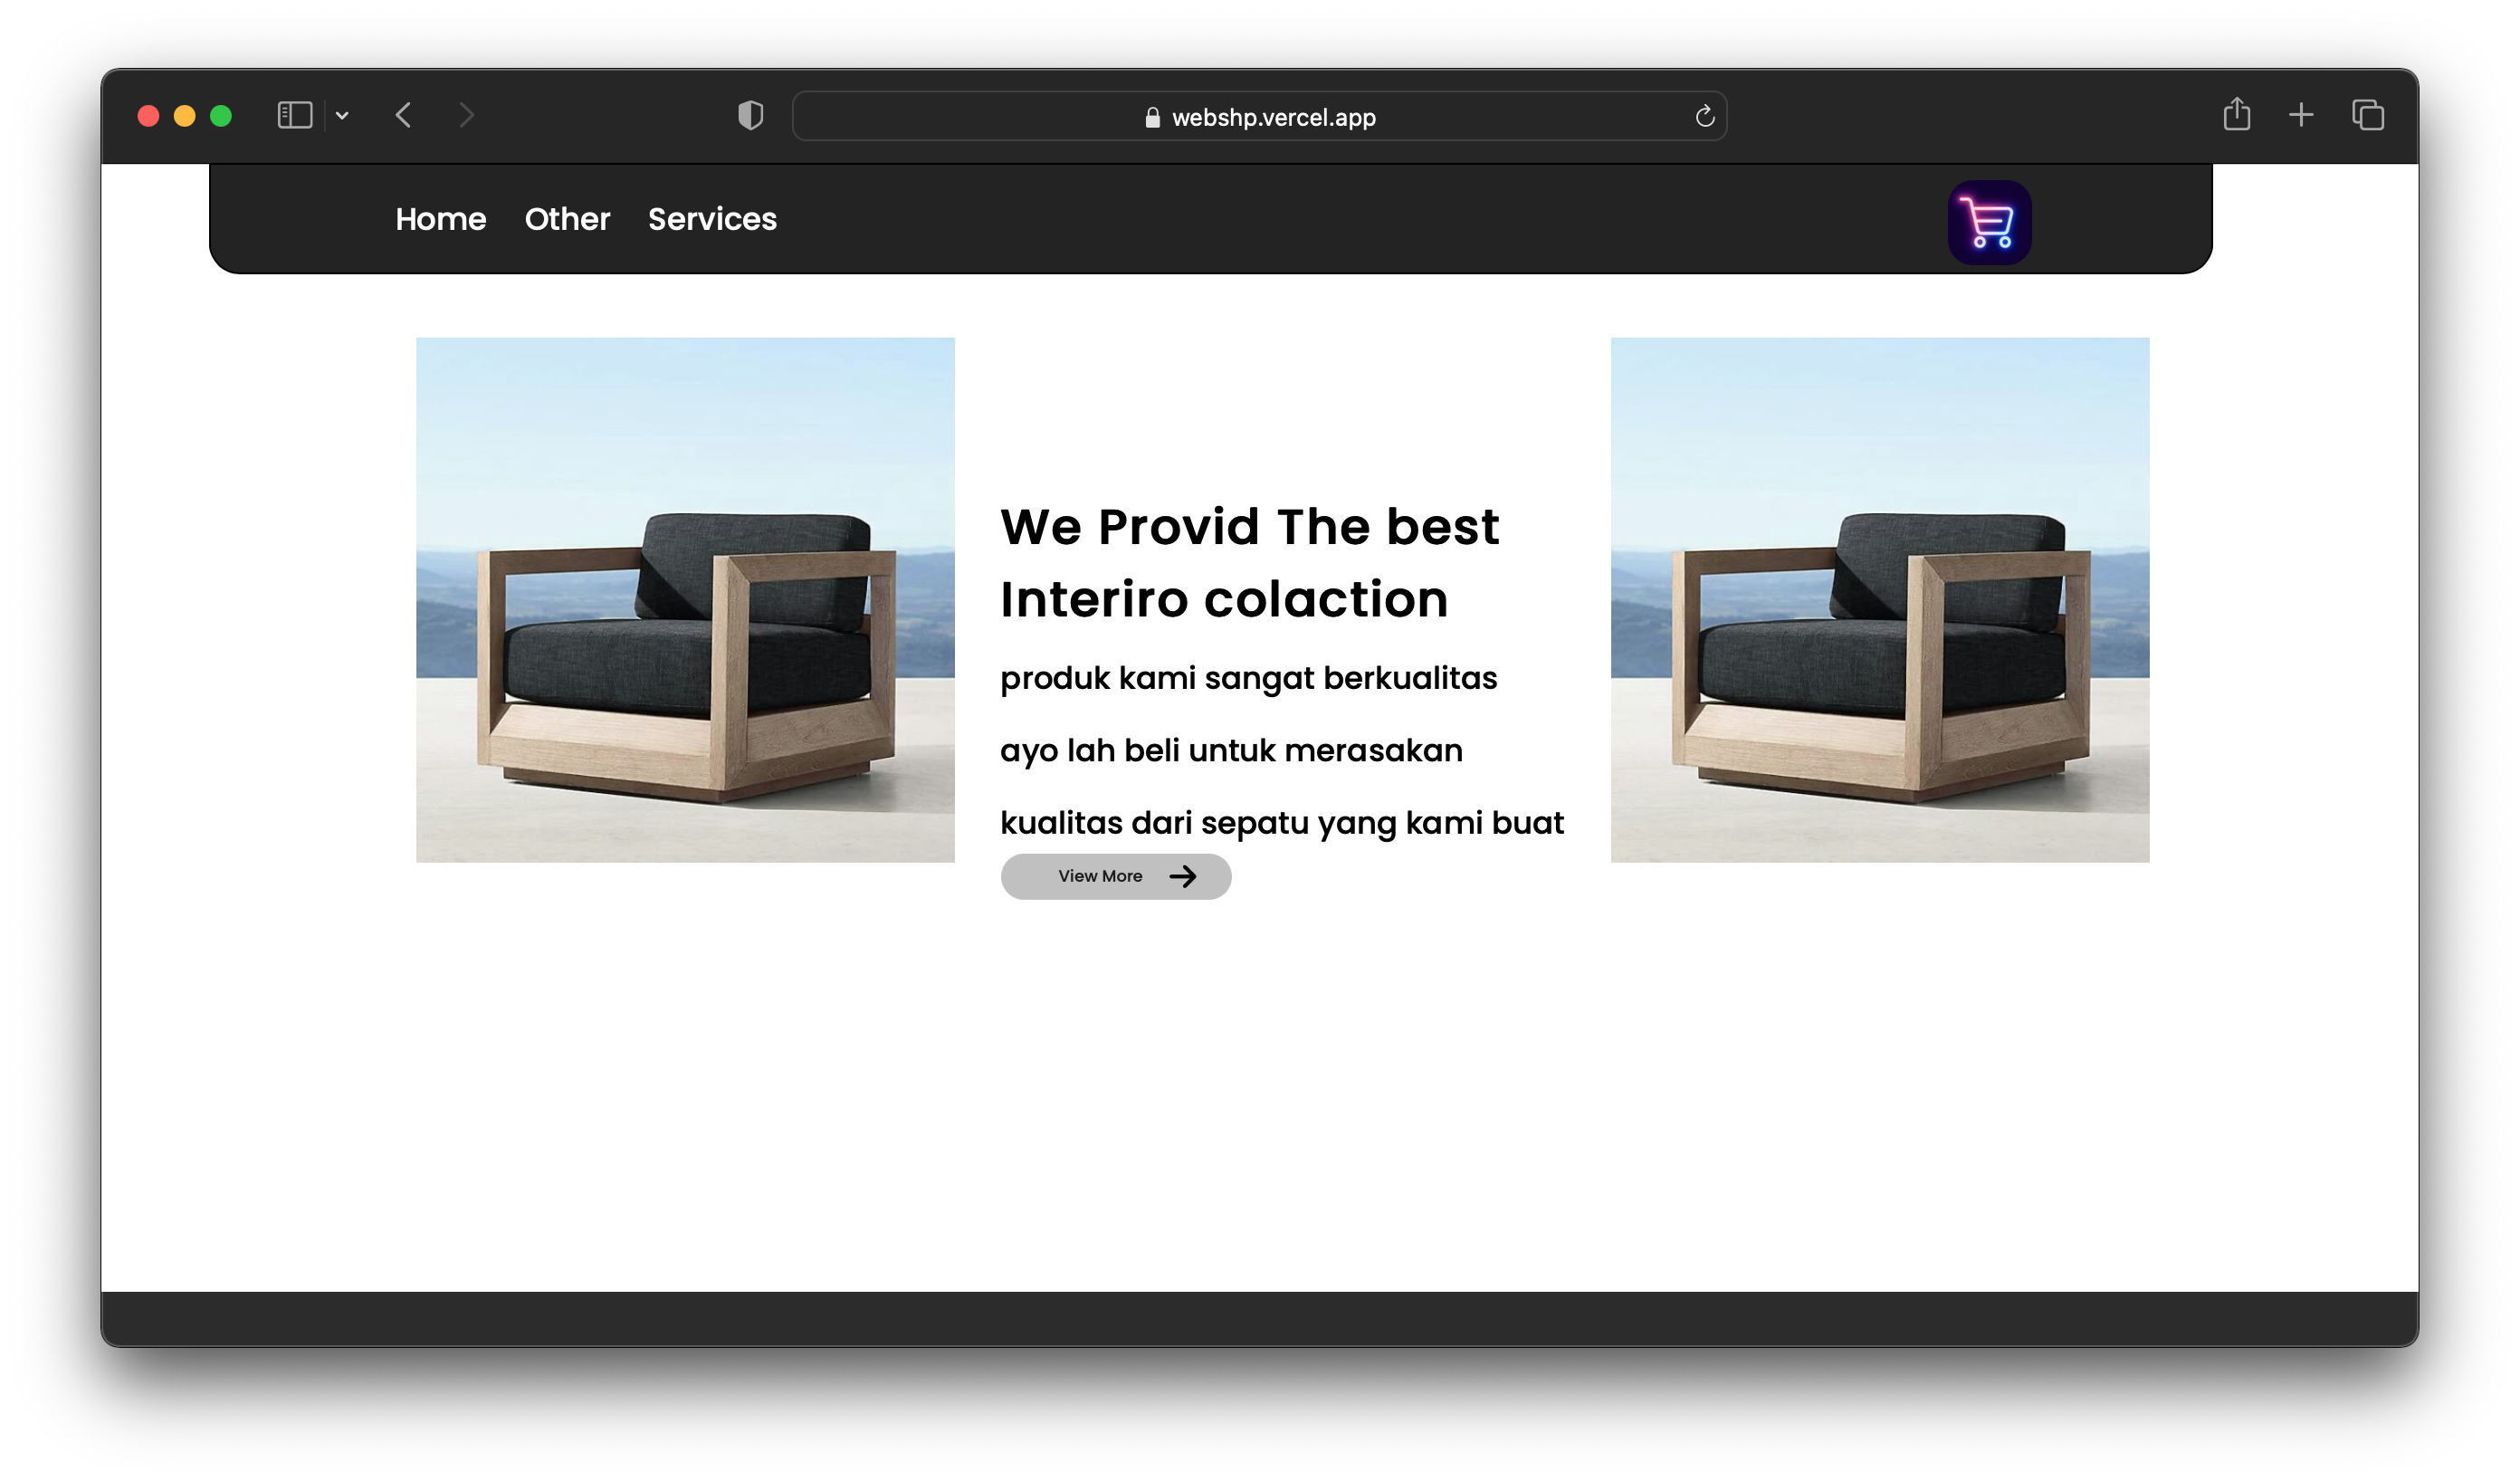 webshp.vercel.app
Home Other Services
We Provid The best
Interiro colaction
produk kami sangat berkualitas
ayo lah beli untuk merasakan
kualitas dari sepatu yang kami buat
View More